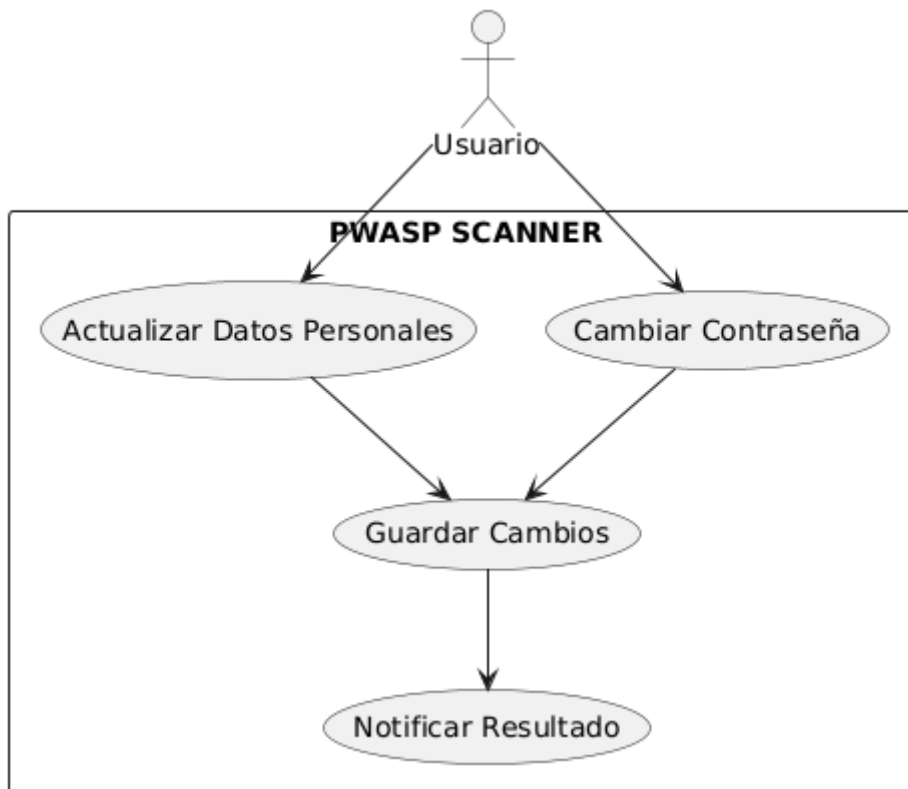 Usuario
PWASP SCANNER
Actualizar Datos Personales
Cambiar Contraseña
Guardar Cambios
Notificar Resultado